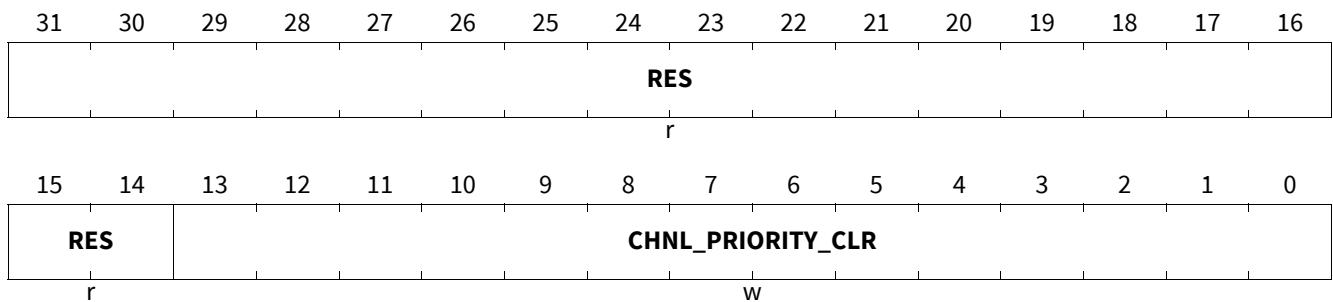 31 30 29 28 27 26 25 24 23 22 21 20 19 18 17 16
RES
r
15 14 13 12 11 10 9 8 7 6 5 4 3 2 1 0
RES CHNL_PRIORITY_CLR
r w